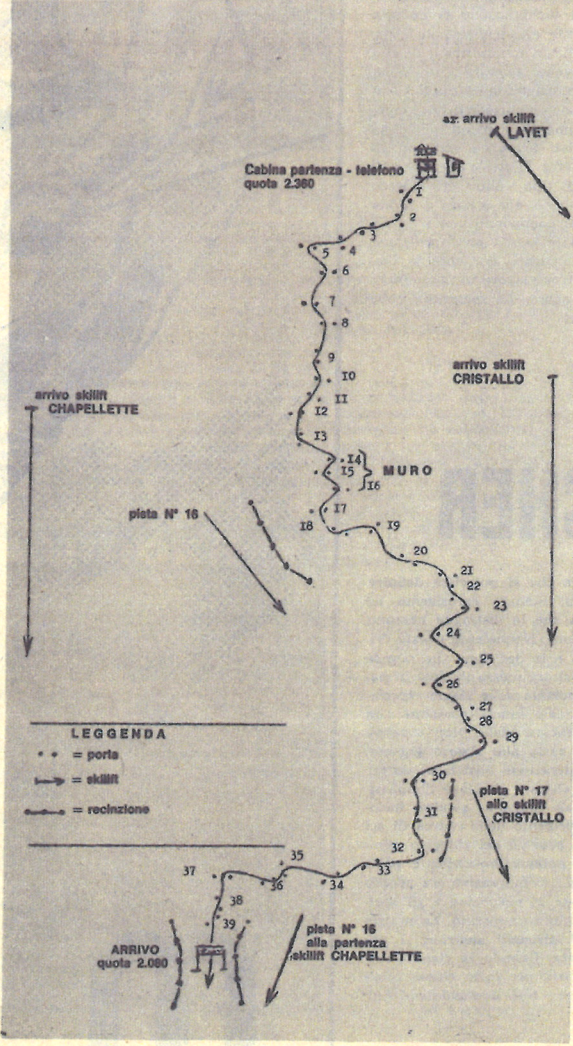 ar. arrivo skilift
LAYET
Cabina partenza - telefono
quota 2.360
1
2
3
4
5
6
7
8
9
10
11
12
13
14
15
16
MURO
17
18
19
20
21
22
23
24
25
26
27
28
29
30
31
32
33
34
35
36
37
38
39
arrivo skilift
CRISTALLO
arrivo skilift
CHAPELLETTE
pista N° 16
LEGGENDA
= porta
= skilift
= recinzione
pista N° 17
allo skilift
CRISTALLO
pista N° 16
alla partenza
skilift CHAPELLETTE
ARRIVO
quota 2.080